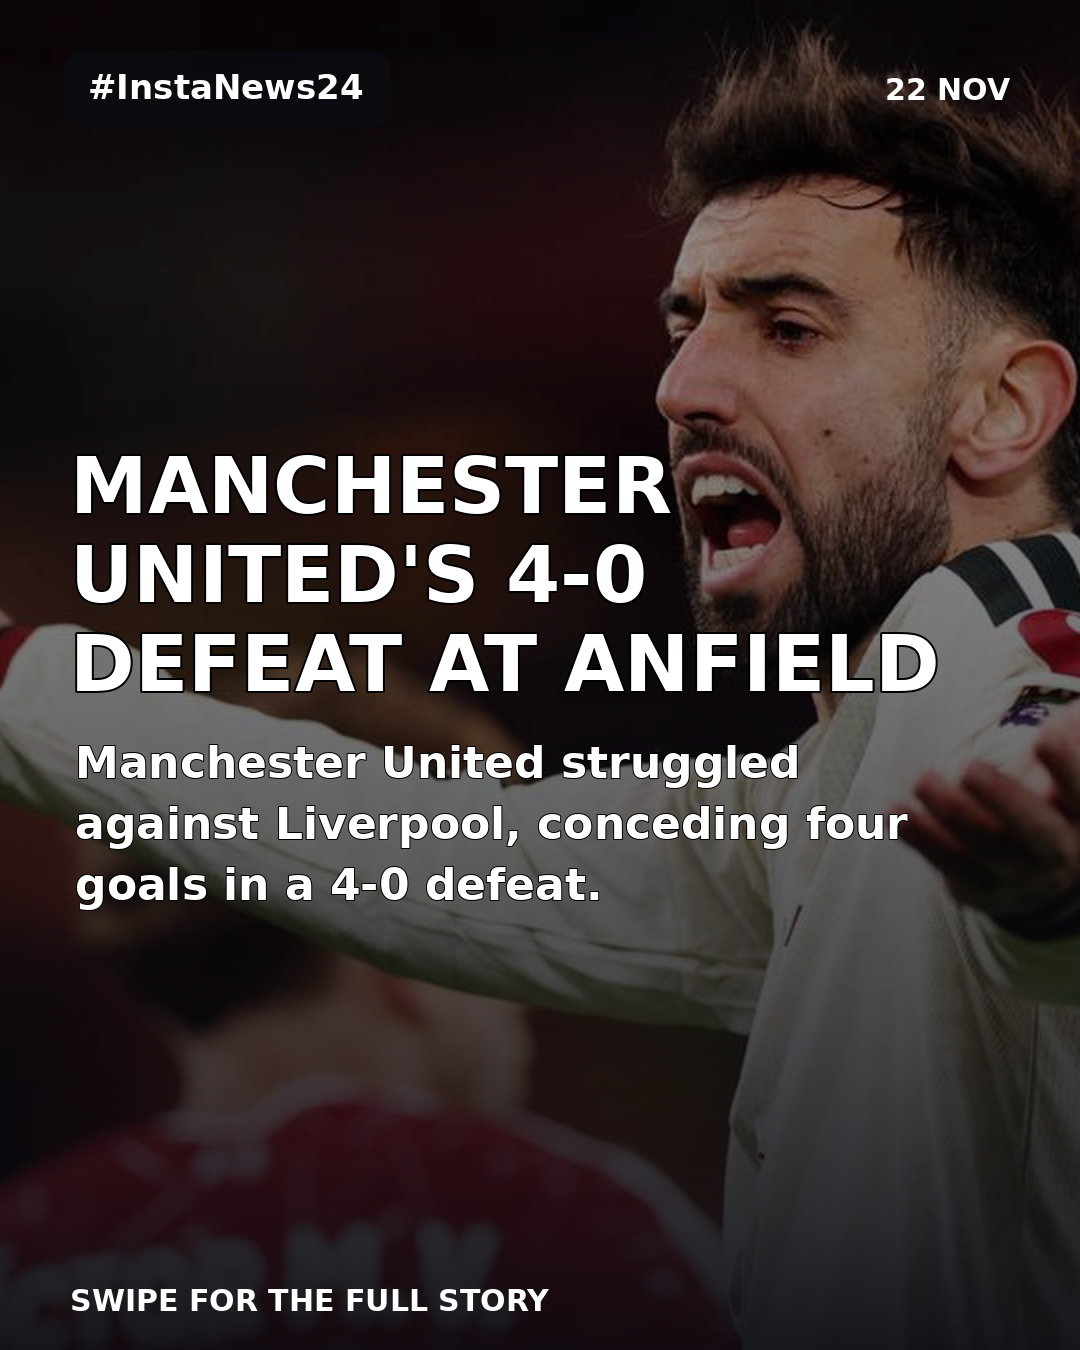 #InstaNews24
22 NOV
MANCHESTER
UNITED'S 4-0
DEFEAT AT ANFIELD
Manchester United struggled
against Liverpool, conceding four
goals in a 4-0 defeat.
SWIPE FOR THE FULL STORY